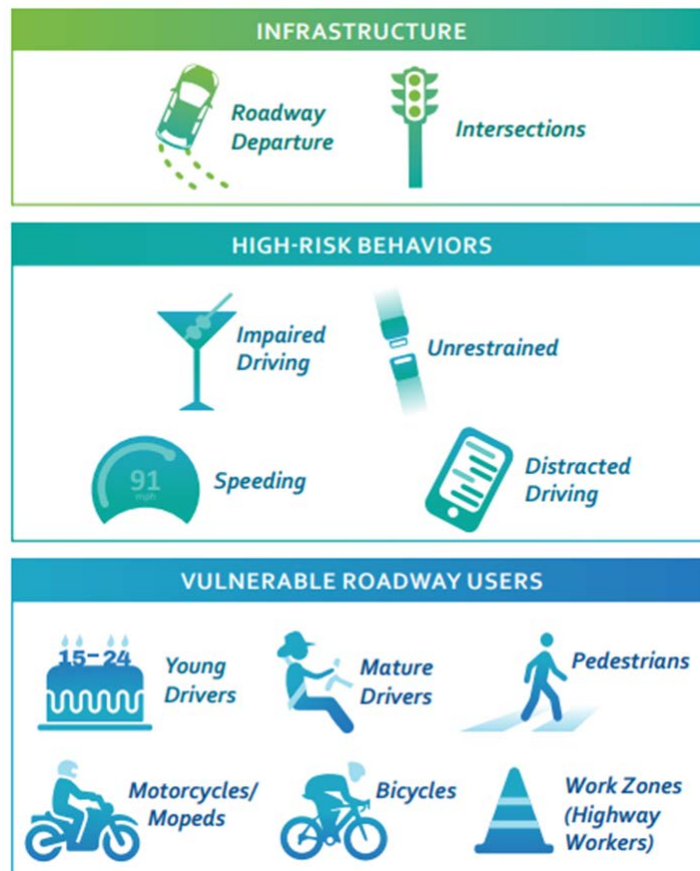 INFRASTRUCTURE
Roadway
Departure
Intersections
HIGH-RISK BEHAVIORS
Impaired
Driving
Unrestrained
91
mph
Speeding
Distracted
Driving
VULNERABLE ROADWAY USERS
15-24
Young
Drivers
Mature
Drivers
Pedestrians
Motorcycles/
Mopeds
Bicycles
Work Zones
(Highway
Workers)